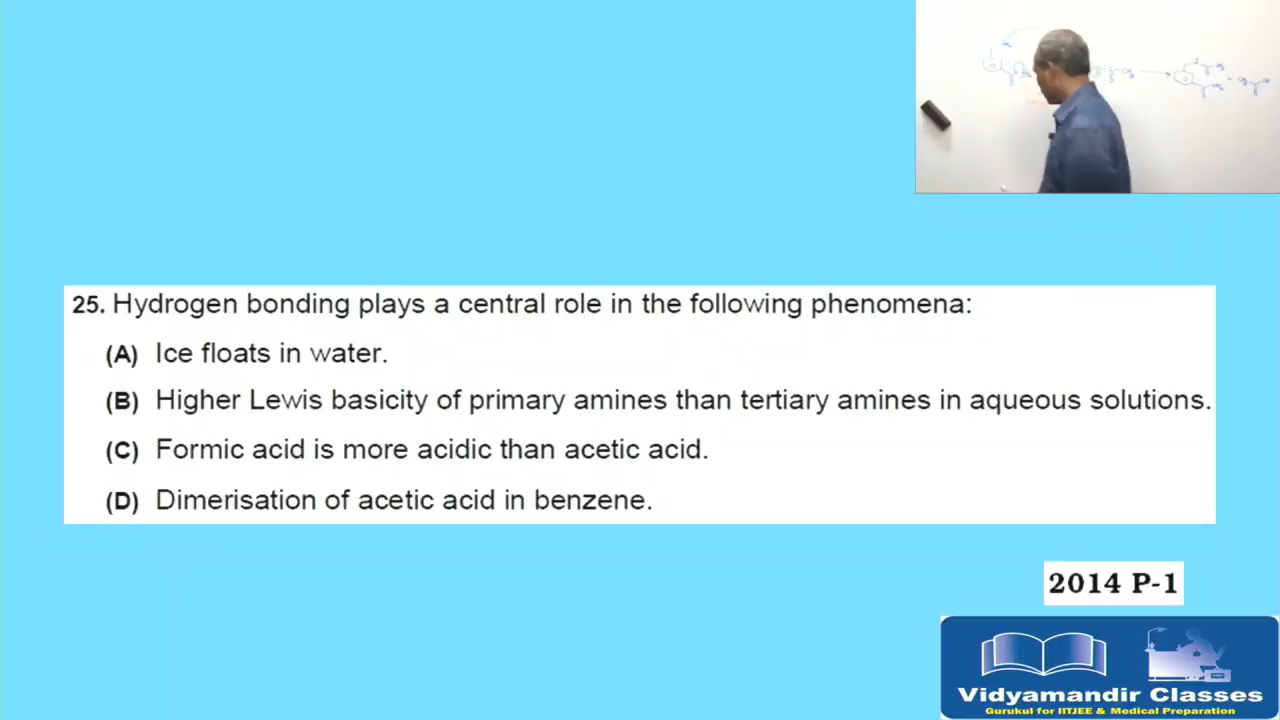 25. Hydrogen bonding plays a central role in the following phenomena:
(A) Ice floats in water.
(B) Higher Lewis basicity of primary amines than tertiary amines in aqueous solutions.
(C) Formic acid is more acidic than acetic acid.
(D) Dimerisation of acetic acid in benzene.
2014 P-1
Vidyamandir Classes
Gurukul for IITJEE & Medical Preparation